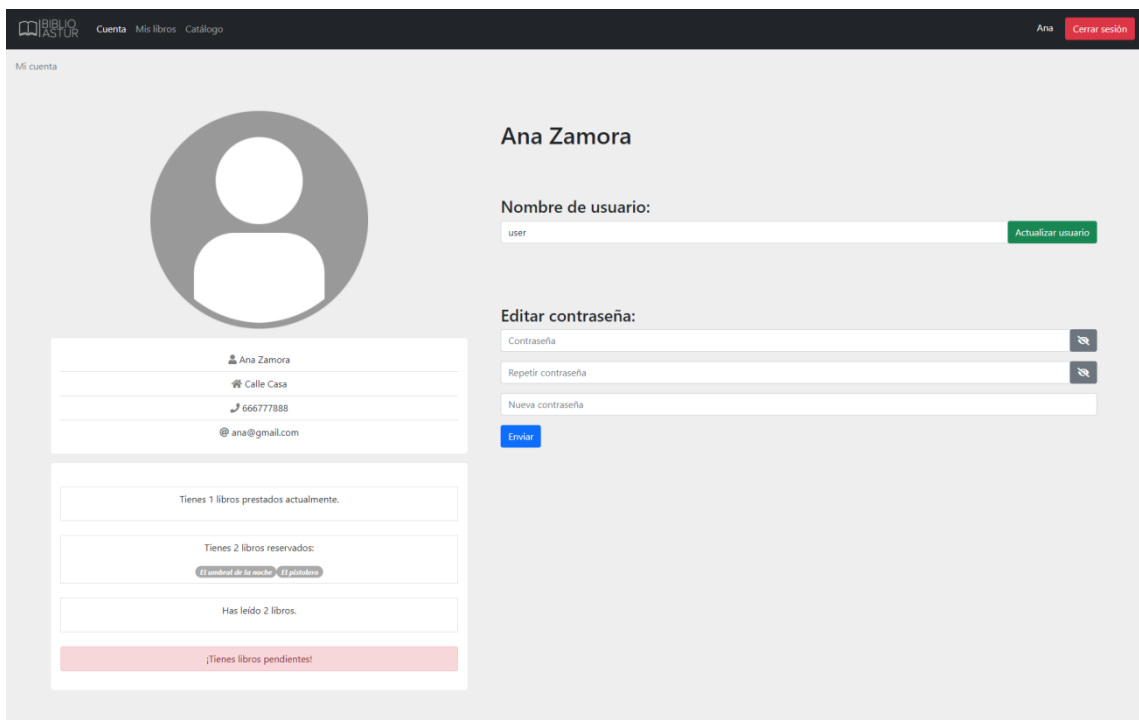 BIBLIO
ASTUR
Cuenta Mis libros Catálogo
Ana Cerrar sesión
Mi cuenta
Ana Zamora
Calle Casa
666777888
@ ana@gmail.com
Tienes 1 libros prestados actualmente.
Tienes 2 libros reservados:
El umbral de la noche El pistolero
Has leído 2 libros.
¡Tienes libros pendientes!
Ana Zamora
Nombre de usuario:
user Actualizar usuario
Editar contraseña:
Contraseña
Repetir contraseña
Nueva contraseña
Enviar